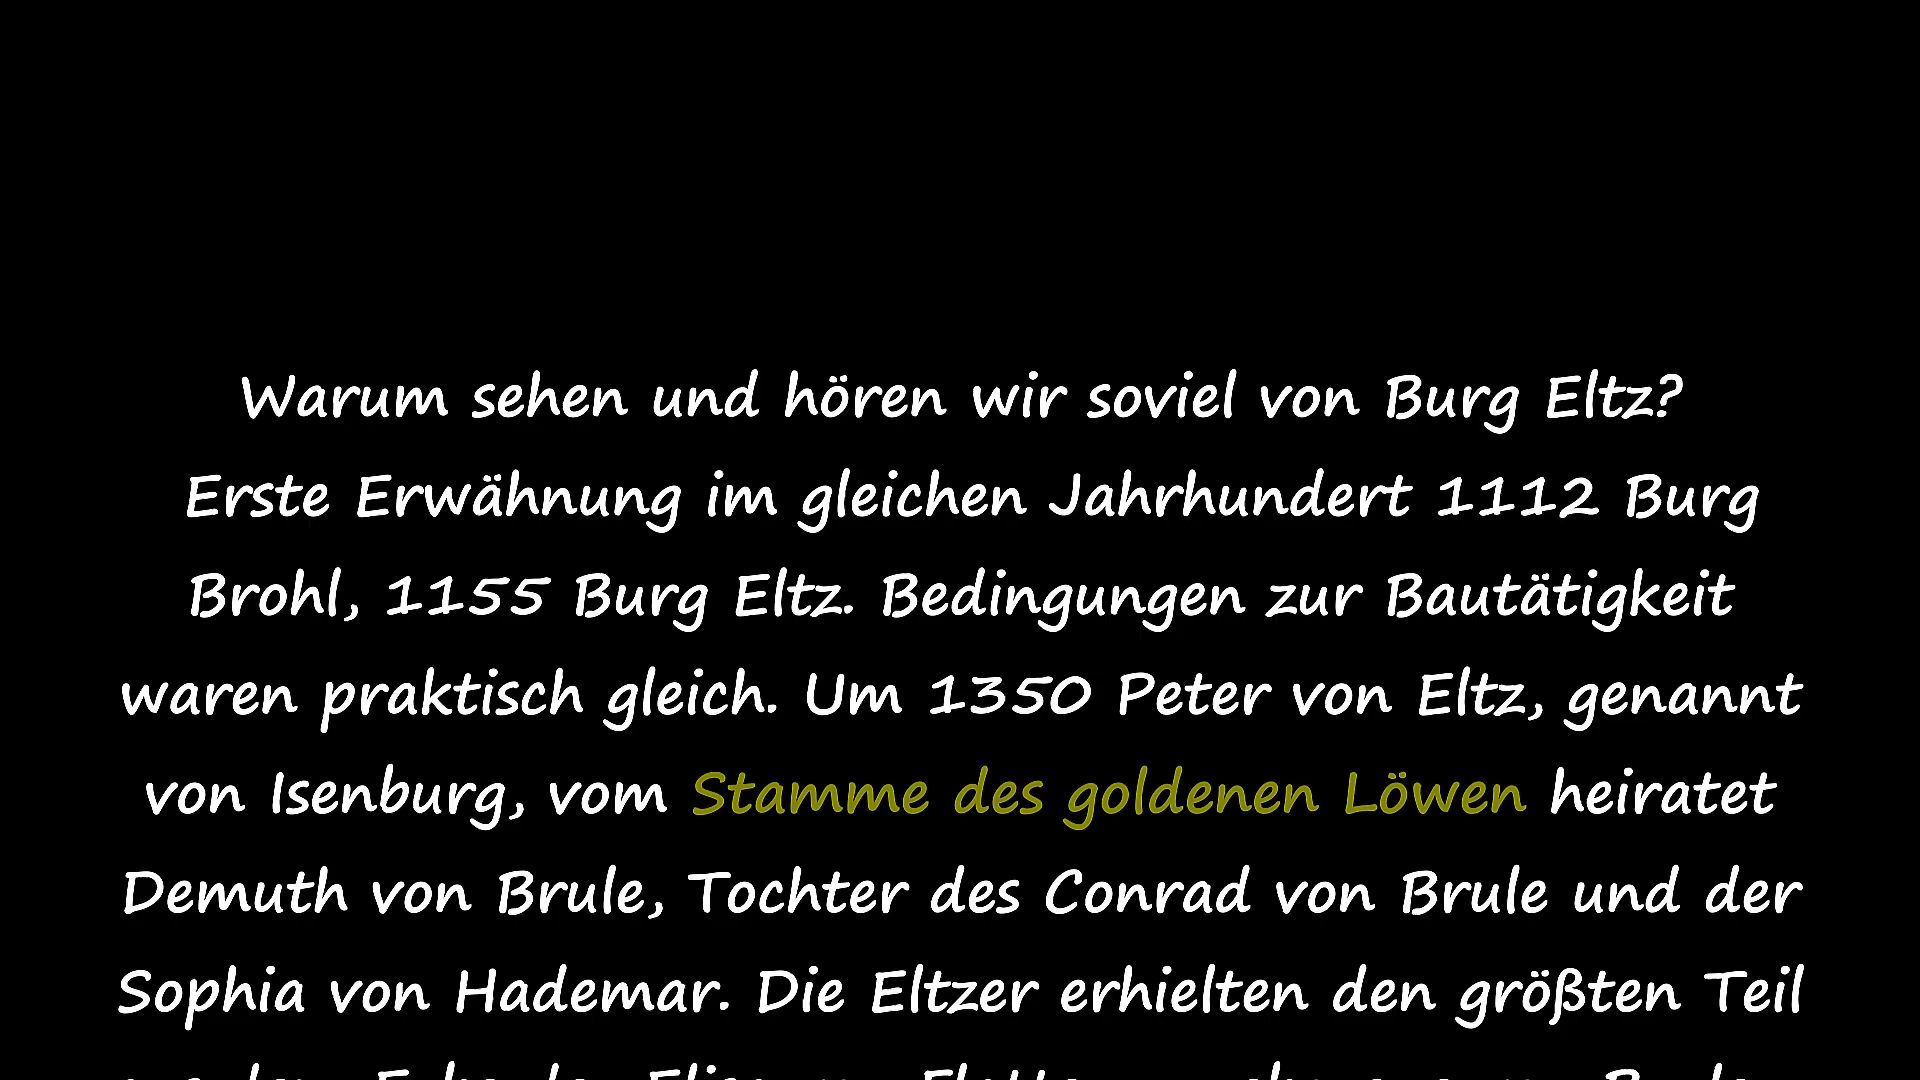 Warum sehen und hören wir soviel von Burg Eltz?
Erste Erwähnung im gleichen Jahrhundert 1112 Burg
Brohl, 1155 Burg Eltz. Bedingungen zur Bautätigkeit
waren praktisch gleich. Um 1350 Peter von Eltz, genannt
von Isenburg, vom Stamme des goldenen Löwen heiratet
Demuth von Brule, Tochter des Conrad von Brule und der
Sophia von Hademar. Die Eltzer erhielten den größten Teil